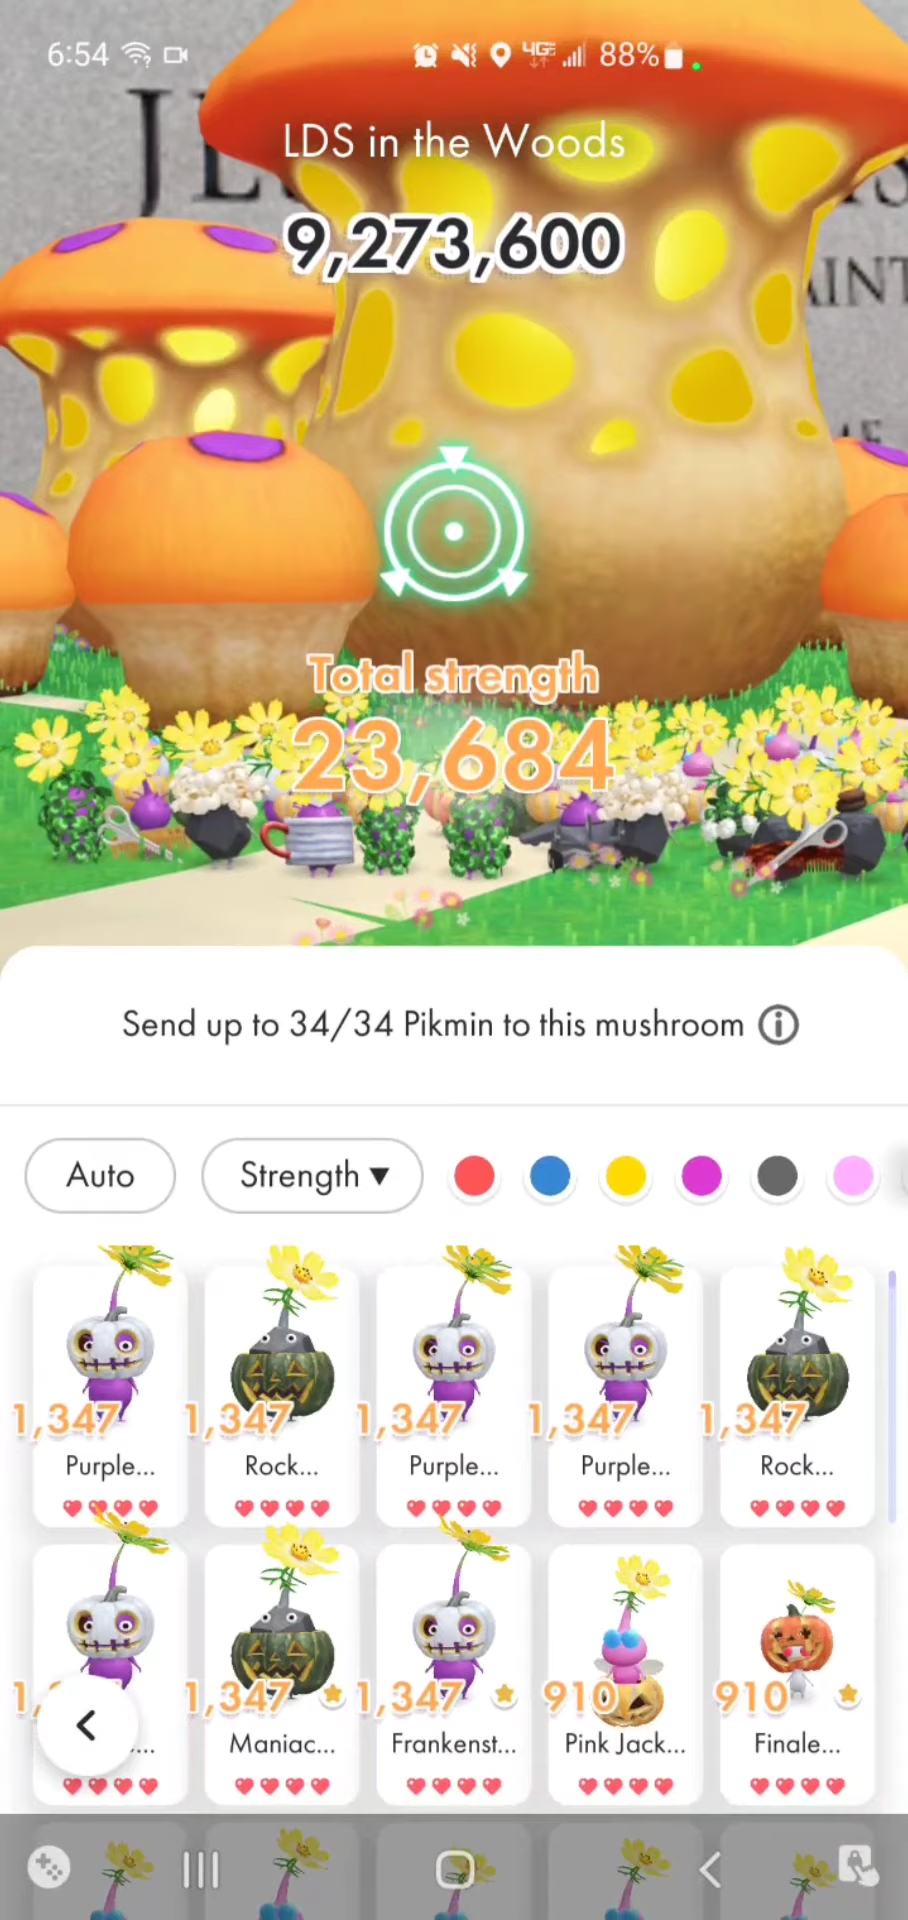 6:54
4GE 88%
LDS in the Woods
9,273,600
Total strength
23,684
Send up to 34/34 Pikmin to this mushroom
Auto Strength ▼
1,347 1,347 1,347 1,347 1,347
Purple... Rock... Purple... Purple... Rock...
1,347 1,347 910 910
Maniac... Frankenst... Pink Jack... Finale...